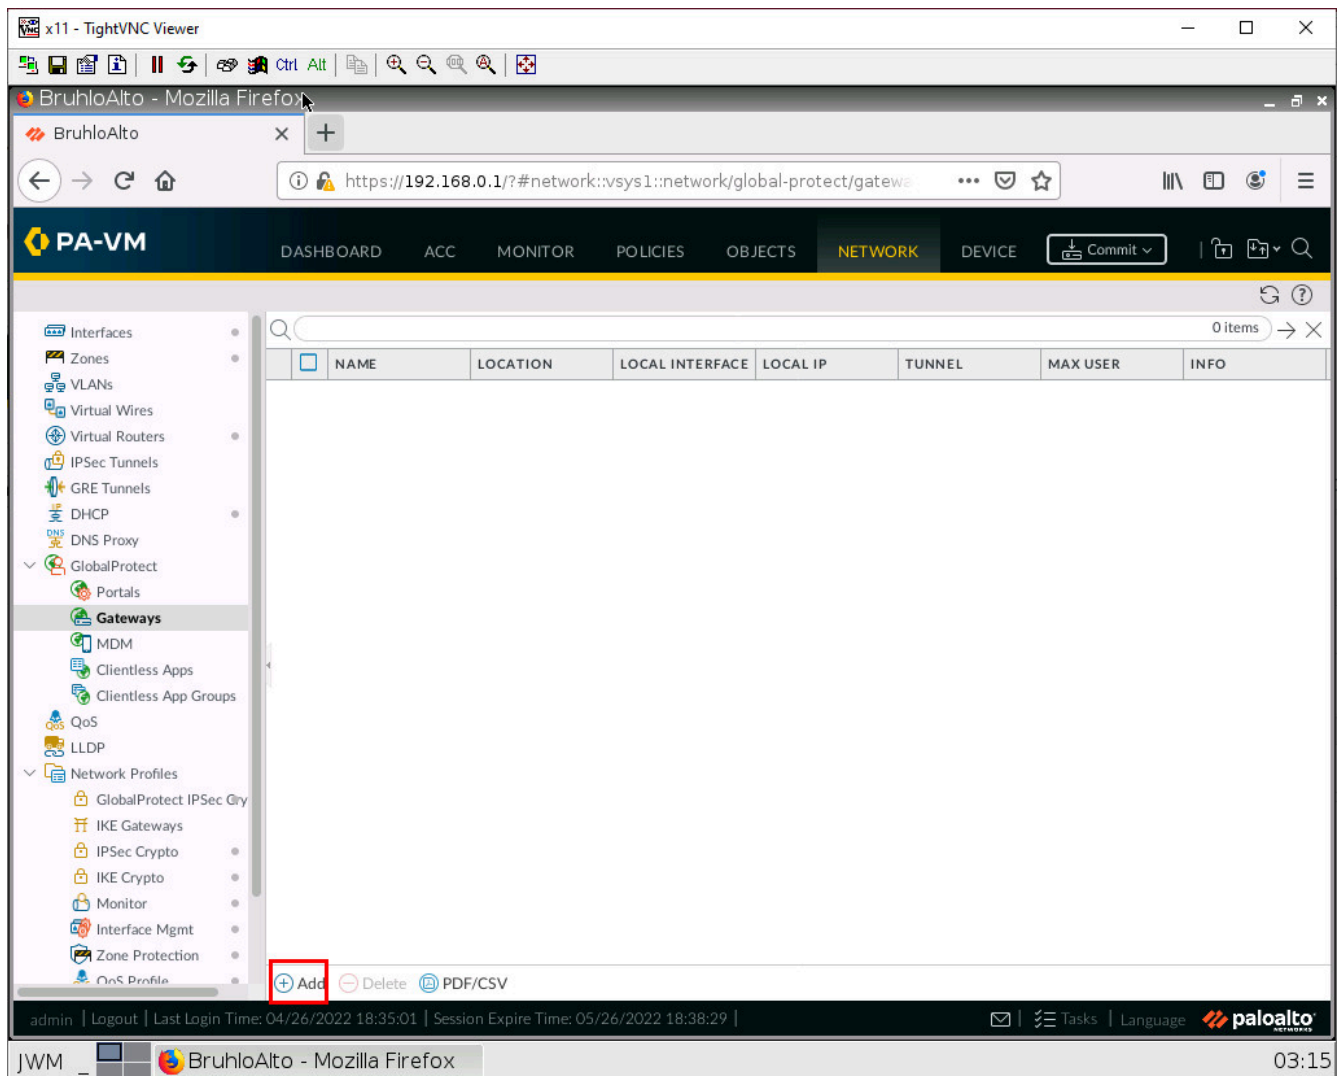 x11 - TightVNC Viewer
Ctrl Alt
BruhloAlto - Mozilla Firefox
BruhloAlto
https://192.168.0.1/?#network::vsys1::network/global-protect/gatewa
PA-VM
DASHBOARD ACC MONITOR POLICIES OBJECTS NETWORK DEVICE Commit
Interfaces
0 items
Zones
NAME LOCATION LOCAL INTERFACE LOCAL IP TUNNEL MAX USER INFO
VLANs
Virtual Wires
Virtual Routers
IPSec Tunnels
GRE Tunnels
DHCP
DNS Proxy
GlobalProtect
Portals
Gateways
MDM
Clientless Apps
Clientless App Groups
QoS
LLDP
Network Profiles
GlobalProtect IPSec Cry
IKE Gateways
IPSec Crypto
IKE Crypto
Monitor
Interface Mgmt
Zone Protection
QoS Profile
Add Delete PDF/CSV
admin | Logout | Last Login Time: 04/26/2022 18:35:01 | Session Expire Time: 05/26/2022 18:38:29 |
Tasks | Language paloalto NETWORKS
JWM _ BruhloAlto - Mozilla Firefox 03:15